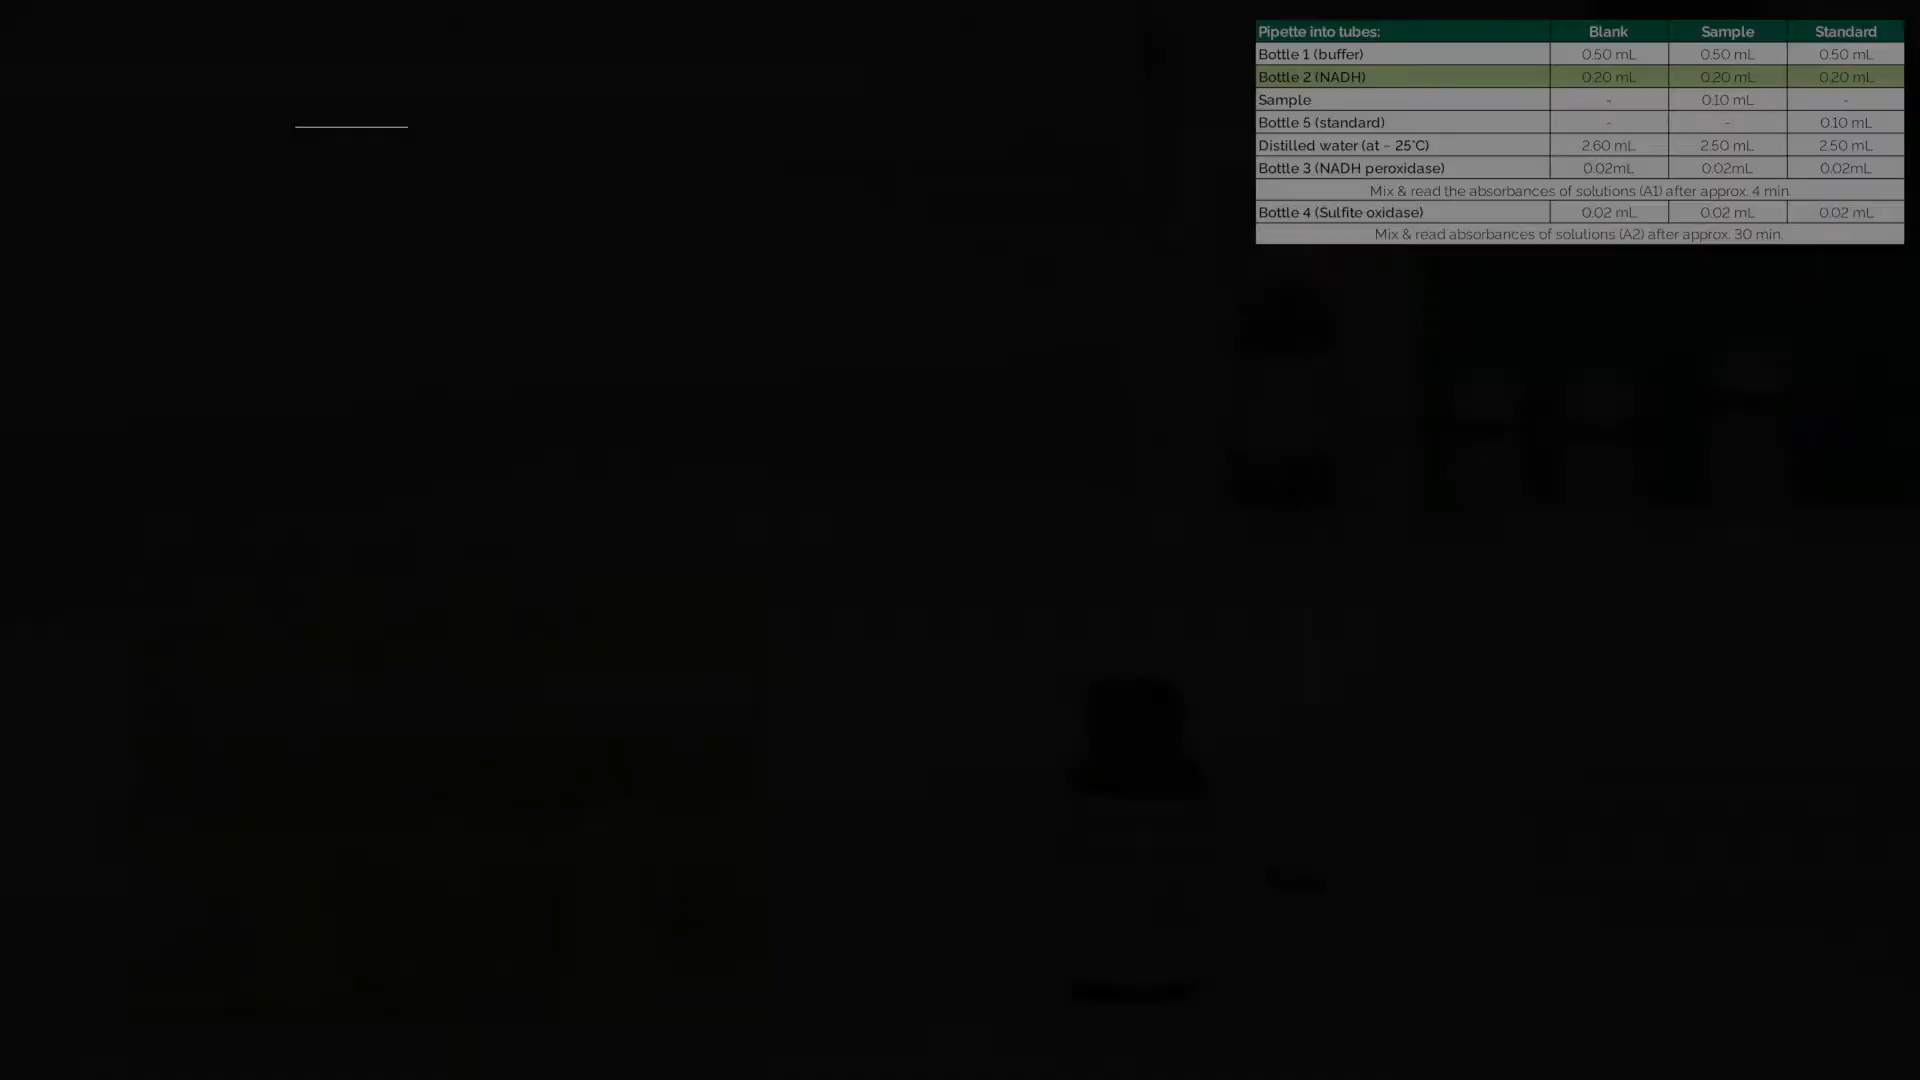 Pipette into tubes: Blank Sample Standard
Bottle 1 (buffer) 0.50 mL 0.50 mL 0.50 mL
Bottle 2 (NADH) 0.20 mL 0.20 mL 0.20 mL
Sample - 0.10 mL -
Bottle 5 (standard) - - 0.10 mL
Distilled water (at ~ 25°C) 2.60 mL 2.50 mL 2.50 mL
Bottle 3 (NADH peroxidase) 0.02mL 0.02mL 0.02mL
Mix & read the absorbances of solutions (A1) after approx. 4 min.
Bottle 4 (Sulfite oxidase) 0.02 mL 0.02 mL 0.02 mL
Mix & read absorbances of solutions (A2) after approx. 30 min.